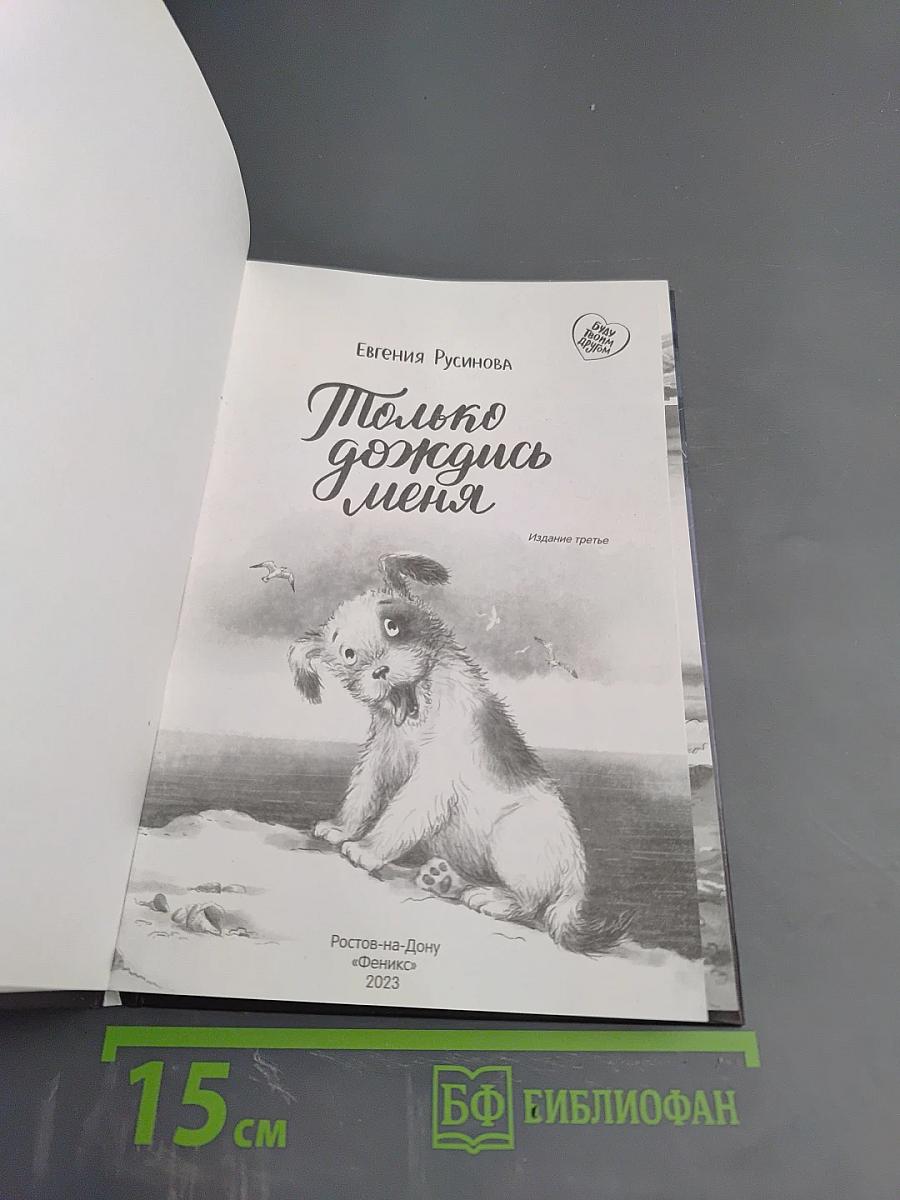 Буду
твоим
другом
Евгения Русинова
Только
дождись
меня
Издание третье
Ростов-на-Дону
«Феникс»
2023
15 см
БФ БИБЛИОФАН